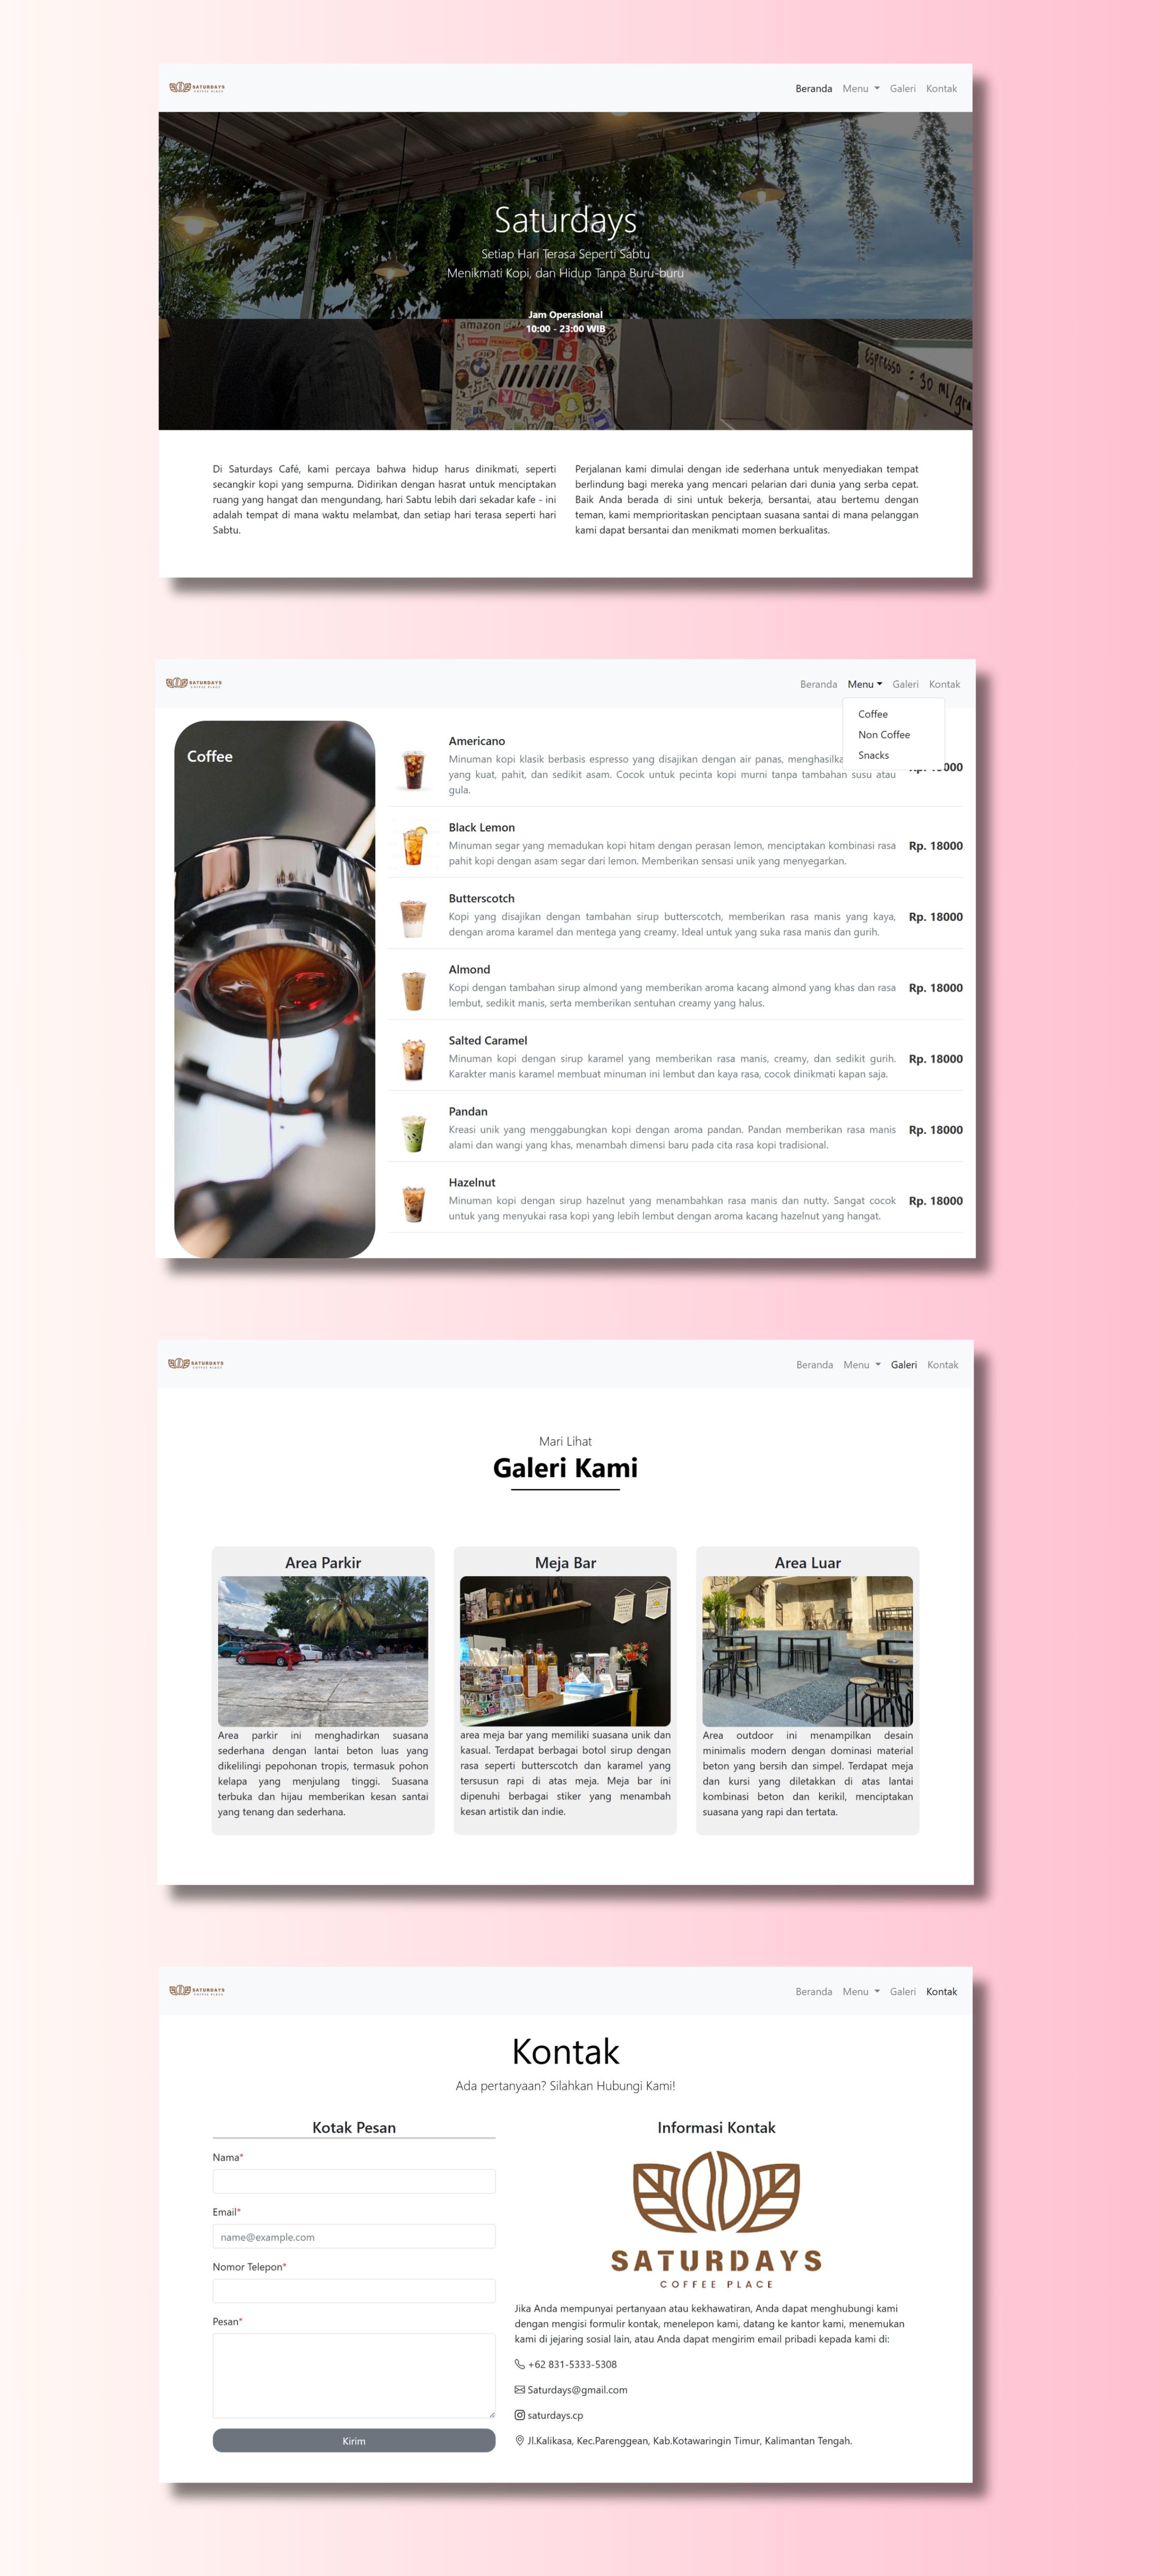 SATURDAYS
COFFEE PLACE
Beranda Menu Galeri Kontak
Saturdays
Setiap Hari Terasa Seperti Sabtu
Menikmati Kopi, dan Hidup Tanpa Buru-buru
Jam Operasional
10:00 - 23:00 WIB
amazon
Espresso = 30 ml/gra
Di Saturdays Café, kami percaya bahwa hidup harus dinikmati, seperti
secangkir kopi yang sempurna. Didirikan dengan hasrat untuk menciptakan
ruang yang hangat dan mengundang, hari Sabtu lebih dari sekadar kafe - ini
adalah tempat di mana waktu melambat, dan setiap hari terasa seperti hari
Sabtu.
Perjalanan kami dimulai dengan ide sederhana untuk menyediakan tempat
berlindung bagi mereka yang mencari pelarian dari dunia yang serba cepat.
Baik Anda berada di sini untuk bekerja, bersantai, atau bertemu dengan
teman, kami memprioritaskan penciptaan suasana santai di mana pelanggan
kami dapat bersantai dan menikmati momen berkualitas.
SATURDAYS
COFFEE PLACE
Beranda Menu Galeri Kontak
Coffee
Non Coffee
Snacks
Coffee
Americano
Minuman kopi klasik berbasis espresso yang disajikan dengan air panas, menghasilka
yang kuat, pahit, dan sedikit asam. Cocok untuk pecinta kopi murni tanpa tambahan susu atau
gula.
Rp. 18000
Black Lemon
Minuman segar yang memadukan kopi hitam dengan perasan lemon, menciptakan kombinasi rasa
pahit kopi dengan asam segar dari lemon. Memberikan sensasi unik yang menyegarkan.
Rp. 18000
Butterscotch
Kopi yang disajikan dengan tambahan sirup butterscotch, memberikan rasa manis yang kaya,
dengan aroma karamel dan mentega yang creamy. Ideal untuk yang suka rasa manis dan gurih.
Rp. 18000
Almond
Kopi dengan tambahan sirup almond yang memberikan aroma kacang almond yang khas dan rasa
lembut, sedikit manis, serta memberikan sentuhan creamy yang halus.
Rp. 18000
Salted Caramel
Minuman kopi dengan sirup karamel yang memberikan rasa manis, creamy, dan sedikit gurih.
Karakter manis karamel membuat minuman ini lembut dan kaya rasa, cocok dinikmati kapan saja.
Rp. 18000
Pandan
Kreasi unik yang menggabungkan kopi dengan aroma pandan. Pandan memberikan rasa manis
alami dan wangi yang khas, menambah dimensi baru pada cita rasa kopi tradisional.
Rp. 18000
Hazelnut
Minuman kopi dengan sirup hazelnut yang menambahkan rasa manis dan nutty. Sangat cocok
untuk yang menyukai rasa kopi yang lebih lembut dengan aroma kacang hazelnut yang hangat.
Rp. 18000
SATURDAYS
COFFEE PLACE
Beranda Menu Galeri Kontak
Mari Lihat
Galeri Kami
Area Parkir
Area parkir ini menghadirkan suasana
sederhana dengan lantai beton luas yang
dikelilingi pepohonan tropis, termasuk pohon
kelapa yang menjulang tinggi. Suasana
terbuka dan hijau memberikan kesan santai
yang tenang dan sederhana.
Meja Bar
area meja bar yang memiliki suasana unik dan
kasual. Terdapat berbagai botol sirup dengan
rasa seperti butterscotch dan karamel yang
tersusun rapi di atas meja. Meja bar ini
dipenuhi berbagai stiker yang menambah
kesan artistik dan indie.
Area Luar
Area outdoor ini menampilkan desain
minimalis modern dengan dominasi material
beton yang bersih dan simpel. Terdapat meja
dan kursi yang diletakkan di atas lantai
kombinasi beton dan kerikil, menciptakan
suasana yang rapi dan tertata.
SATURDAYS
COFFEE PLACE
Beranda Menu Galeri Kontak
Kontak
Ada pertanyaan? Silahkan Hubungi Kami!
Kotak Pesan
Nama*
Email*
name@example.com
Nomor Telepon*
Pesan*
Kirim
Informasi Kontak
SATURDAYS
COFFEE PLACE
Jika Anda mempunyai pertanyaan atau kekhawatiran, Anda dapat menghubungi kami
dengan mengisi formulir kontak, menelepon kami, datang ke kantor kami, menemukan
kami di jejaring sosial lain, atau Anda dapat mengirim email pribadi kepada kami di:
+62 831-5333-5308
Saturdays@gmail.com
saturdays.cp
Jl.Kalikasa, Kec.Parenggean, Kab.Kotawaringin Timur, Kalimantan Tengah.